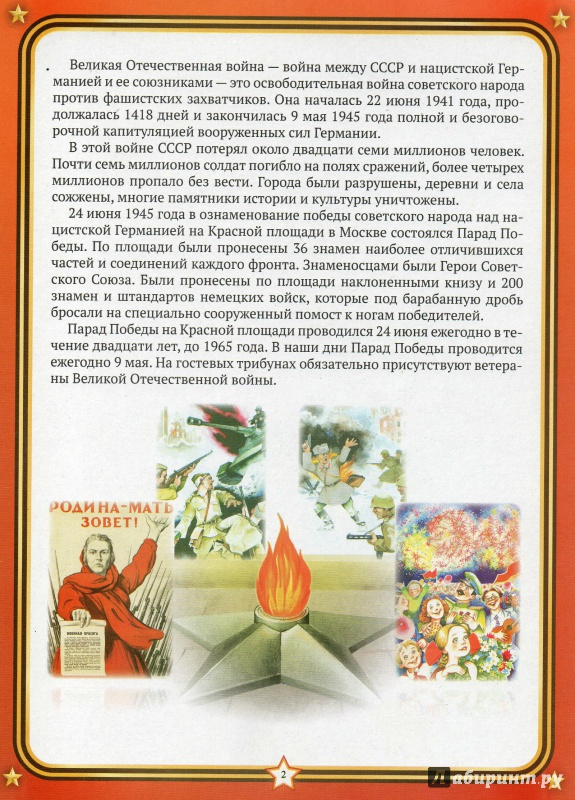 Великая Отечественная война — война между СССР и нацистской Гер-
манией и ее союзниками — это освободительная война советского народа
против фашистских захватчиков. Она началась 22 июня 1941 года, про-
должалась 1418 дней и закончилась 9 мая 1945 года полной и безогово-
рочной капитуляцией вооруженных сил Германии.
В этой войне СССР потерял около двадцати семи миллионов человек.
Почти семь миллионов солдат погибло на полях сражений, более четырех
миллионов пропало без вести. Города были разрушены, деревни и села
сожжены, многие памятники истории и культуры уничтожены.
24 июня 1945 года в ознаменование победы советского народа над на-
цистской Германией на Красной площади в Москве состоялся Парад По-
беды. По площади были пронесены 36 знамен наиболее отличившихся
частей и соединений каждого фронта. Знаменосцами были Герои Совет-
ского Союза. Были пронесены по площади наклоненными книзу и 200
знамен и штандартов немецких войск, которые под барабанную дробь
бросали на специально сооруженный помост к ногам победителей.
Парад Победы на Красной площади проводился 24 июня ежегодно в те-
чение двадцати лет, до 1965 года. В наши дни Парад Победы проводится
ежегодно 9 мая. На гостевых трибунах обязательно присутствуют ветера-
ны Великой Отечественной войны.
РОДИНА-МАТЬ
ЗОВЕТ!
ВОЕННАЯ ПРИСЯГА
2
Лабиринт.ру